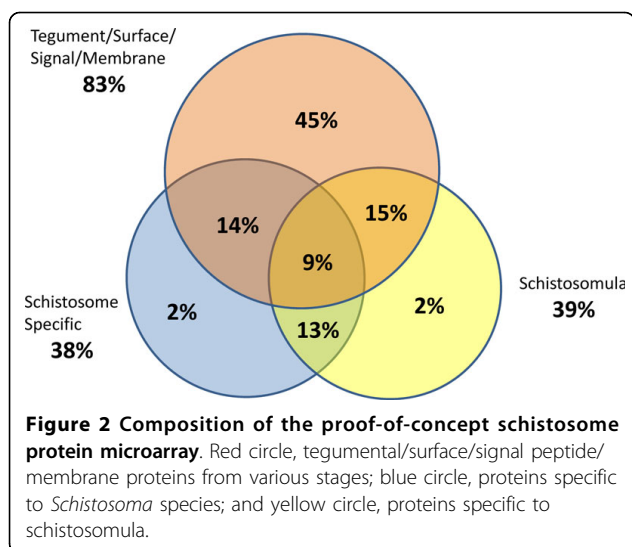 Tegument/Surface/
Signal/Membrane
83%
45%
14%
15%
9%
Schistosome
Specific
38%
2%
13%
2%
Schistosomula
39%
Figure 2 Composition of the proof-of-concept schistosome
protein microarray. Red circle, tegumental/surface/signal peptide/
membrane proteins from various stages; blue circle, proteins specific
to Schistosoma species; and yellow circle, proteins specific to
schistosomula.